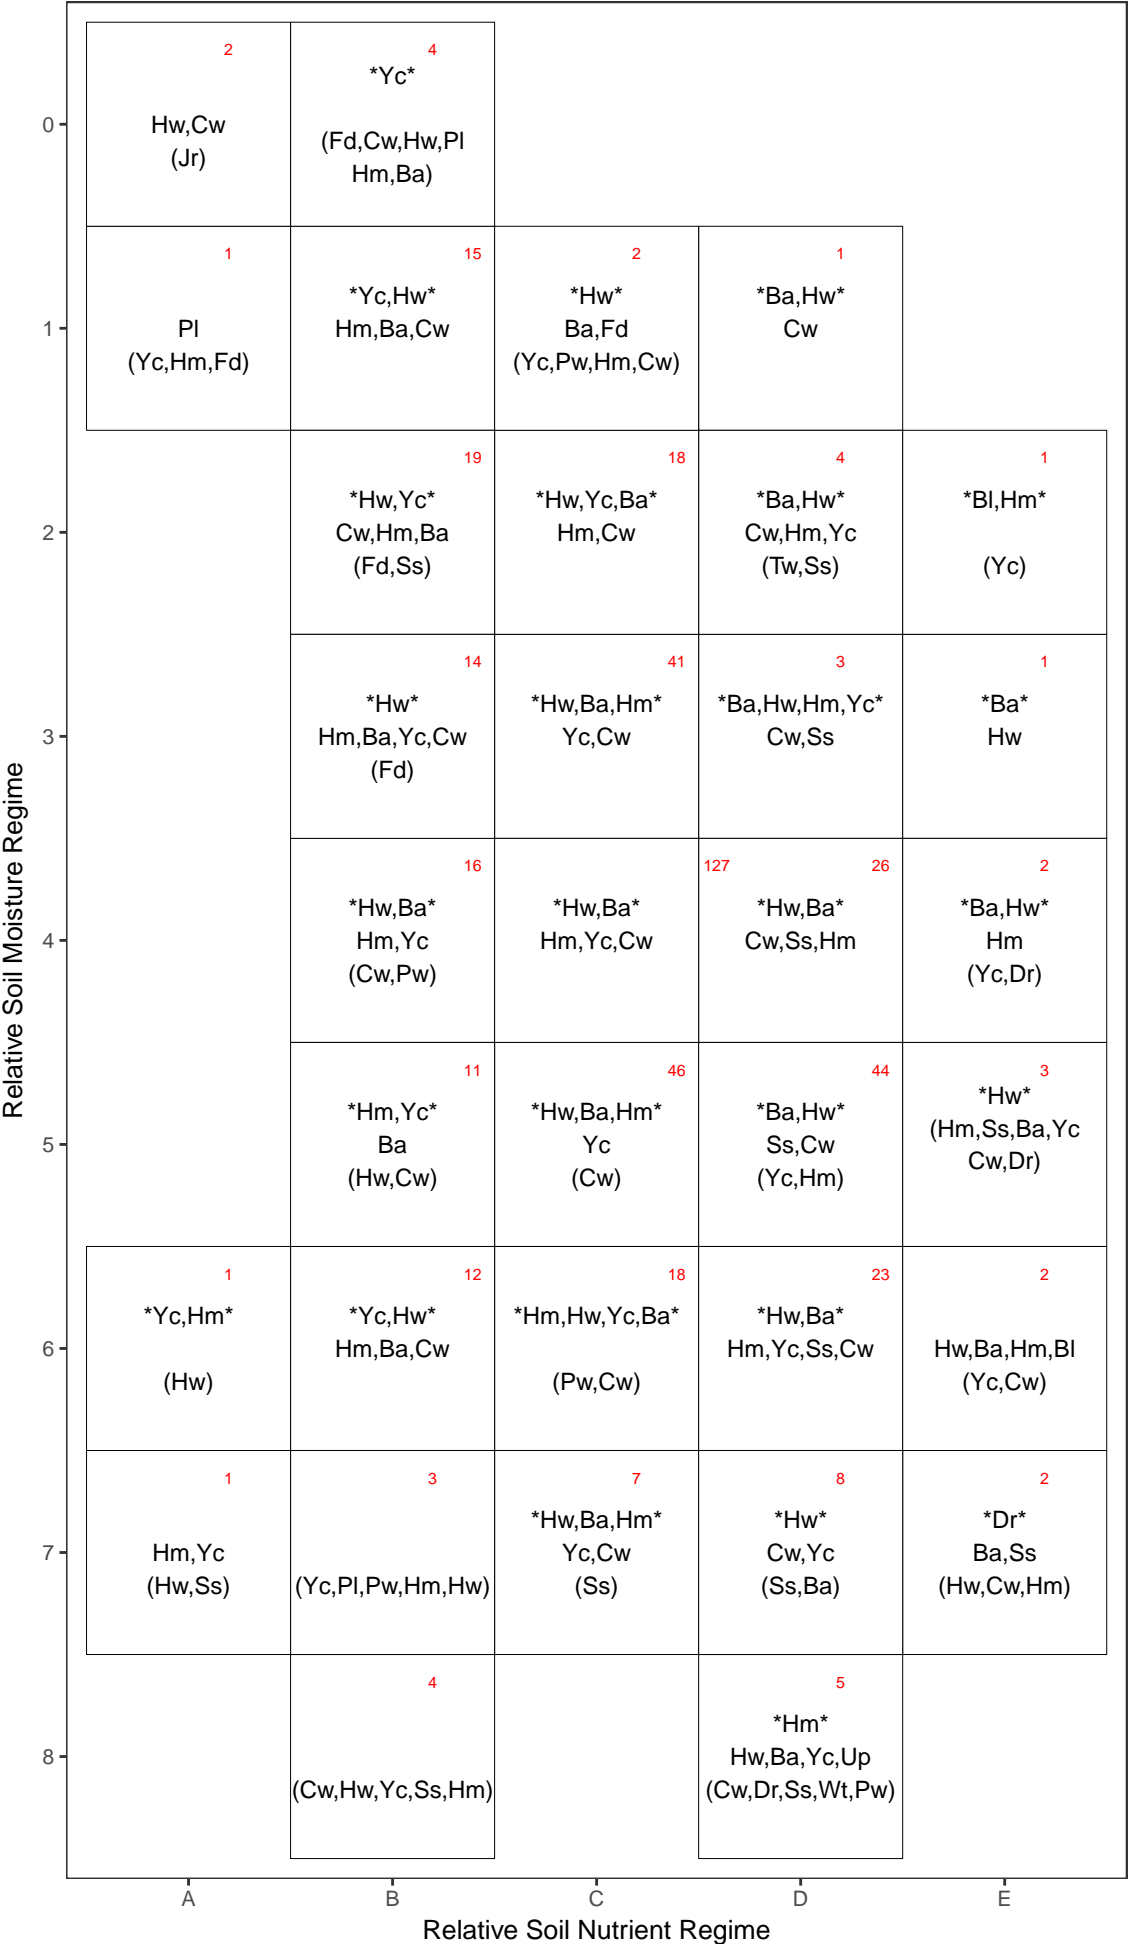 2
4
*Yc*
0
Hw,Cw
(Jr)
(Fd,Cw,Hw,Pl
Hm,Ba)
1
15
2
1
*Yc,Hw*
*Hw*
*Ba,Hw*
1
Pl
Hm,Ba,Cw
Ba,Fd
Cw
(Yc,Hm,Fd)
(Yc,Pw,Hm,Cw)
19
18
4
1
*Hw,Yc*
*Hw,Yc,Ba*
*Ba,Hw*
*Bl,Hm*
2
Cw,Hm,Ba
Hm,Cw
Cw,Hm,Yc
(Fd,Ss)
(Tw,Ss)
(Yc)
14
41
3
1
*Hw*
*Hw,Ba,Hm*
*Ba,Hw,Hm,Yc*
*Ba*
3
Hm,Ba,Yc,Cw
Yc,Cw
Cw,Ss
Hw
(Fd)
16
127
26
2
*Hw,Ba*
*Hw,Ba*
*Hw,Ba*
*Ba,Hw*
4
Hm,Yc
Hm,Yc,Cw
Cw,Ss,Hm
Hm
(Cw,Pw)
(Yc,Dr)
11
46
44
3
*Hm,Yc*
*Hw,Ba,Hm*
*Ba,Hw*
*Hw*
5
Ba
Yc
Ss,Cw
(Hm,Ss,Ba,Yc
Cw,Dr)
(Hw,Cw)
(Cw)
(Yc,Hm)
1
12
18
23
2
*Yc,Hm*
*Yc,Hw*
*Hm,Hw,Yc,Ba*
*Hw,Ba*
6
Hm,Ba,Cw
Hm,Yc,Ss,Cw
Hw,Ba,Hm,Bl
(Hw)
(Pw,Cw)
(Yc,Cw)
1
3
7
8
2
*Hw,Ba,Hm*
*Hw*
*Dr*
7
Hm,Yc
Yc,Cw
Cw,Yc
Ba,Ss
(Hw,Ss)
(Yc,Pl,Pw,Hm,Hw)
(Ss)
(Ss,Ba)
(Hw,Cw,Hm)
4
5
*Hm*
8
Hw,Ba,Yc,Up
(Cw,Hw,Yc,Ss,Hm)
(Cw,Dr,Ss,Wt,Pw)
A
B
C
D
E
Relative Soil Nutrient Regime
Relative Soil Moisture Regime